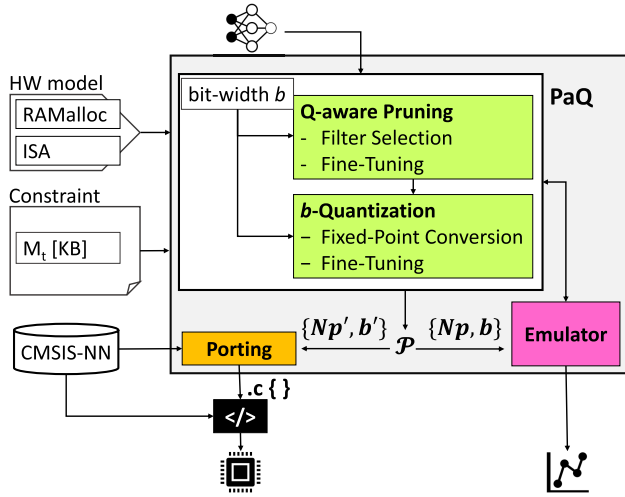 HW model
RAMalloc
ISA
Constraint
Mt [KB]
CMSIS-NN
PaQ
bit-width b
Q-aware Pruning
- Filter Selection
- Fine-Tuning
b-Quantization
– Fixed-Point Conversion
– Fine-Tuning
{Np′, b′}
𝒫
{Np, b}
Porting
Emulator
.c { }
</>